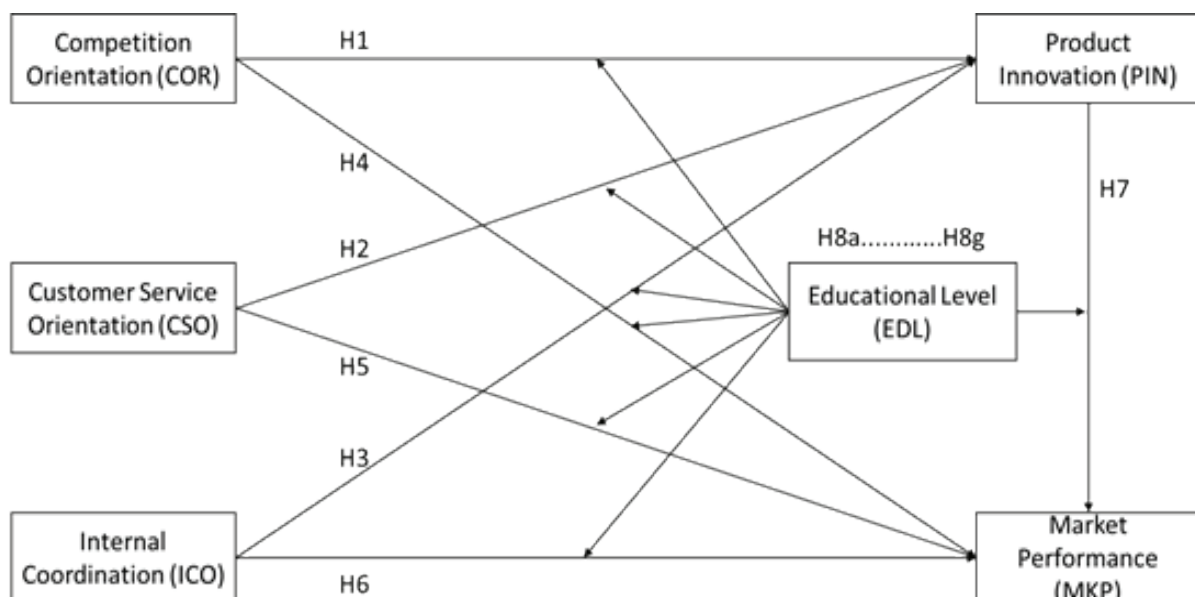 Competition
Orientation (COR)
H1
Product
Innovation (PIN)
H4
H7
H2
H8a............H8g
Customer Service
Orientation (CSO)
Educational Level
(EDL)
H5
H3
Internal
Coordination (ICO)
H6
Market
Performance
(MKP)